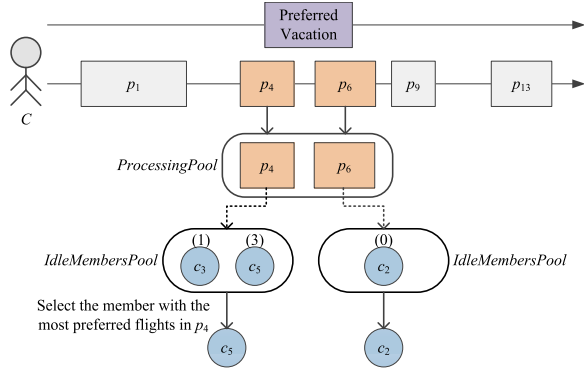 Preferred
Vacation
p1 p4 p6 p9 p13
C
ProcessingPool p4 p6
(1) (3) (0)
IdleMembersPool c3 c5 c2 IdleMembersPool
Select the member with the
most preferred flights in p4
c5 c2